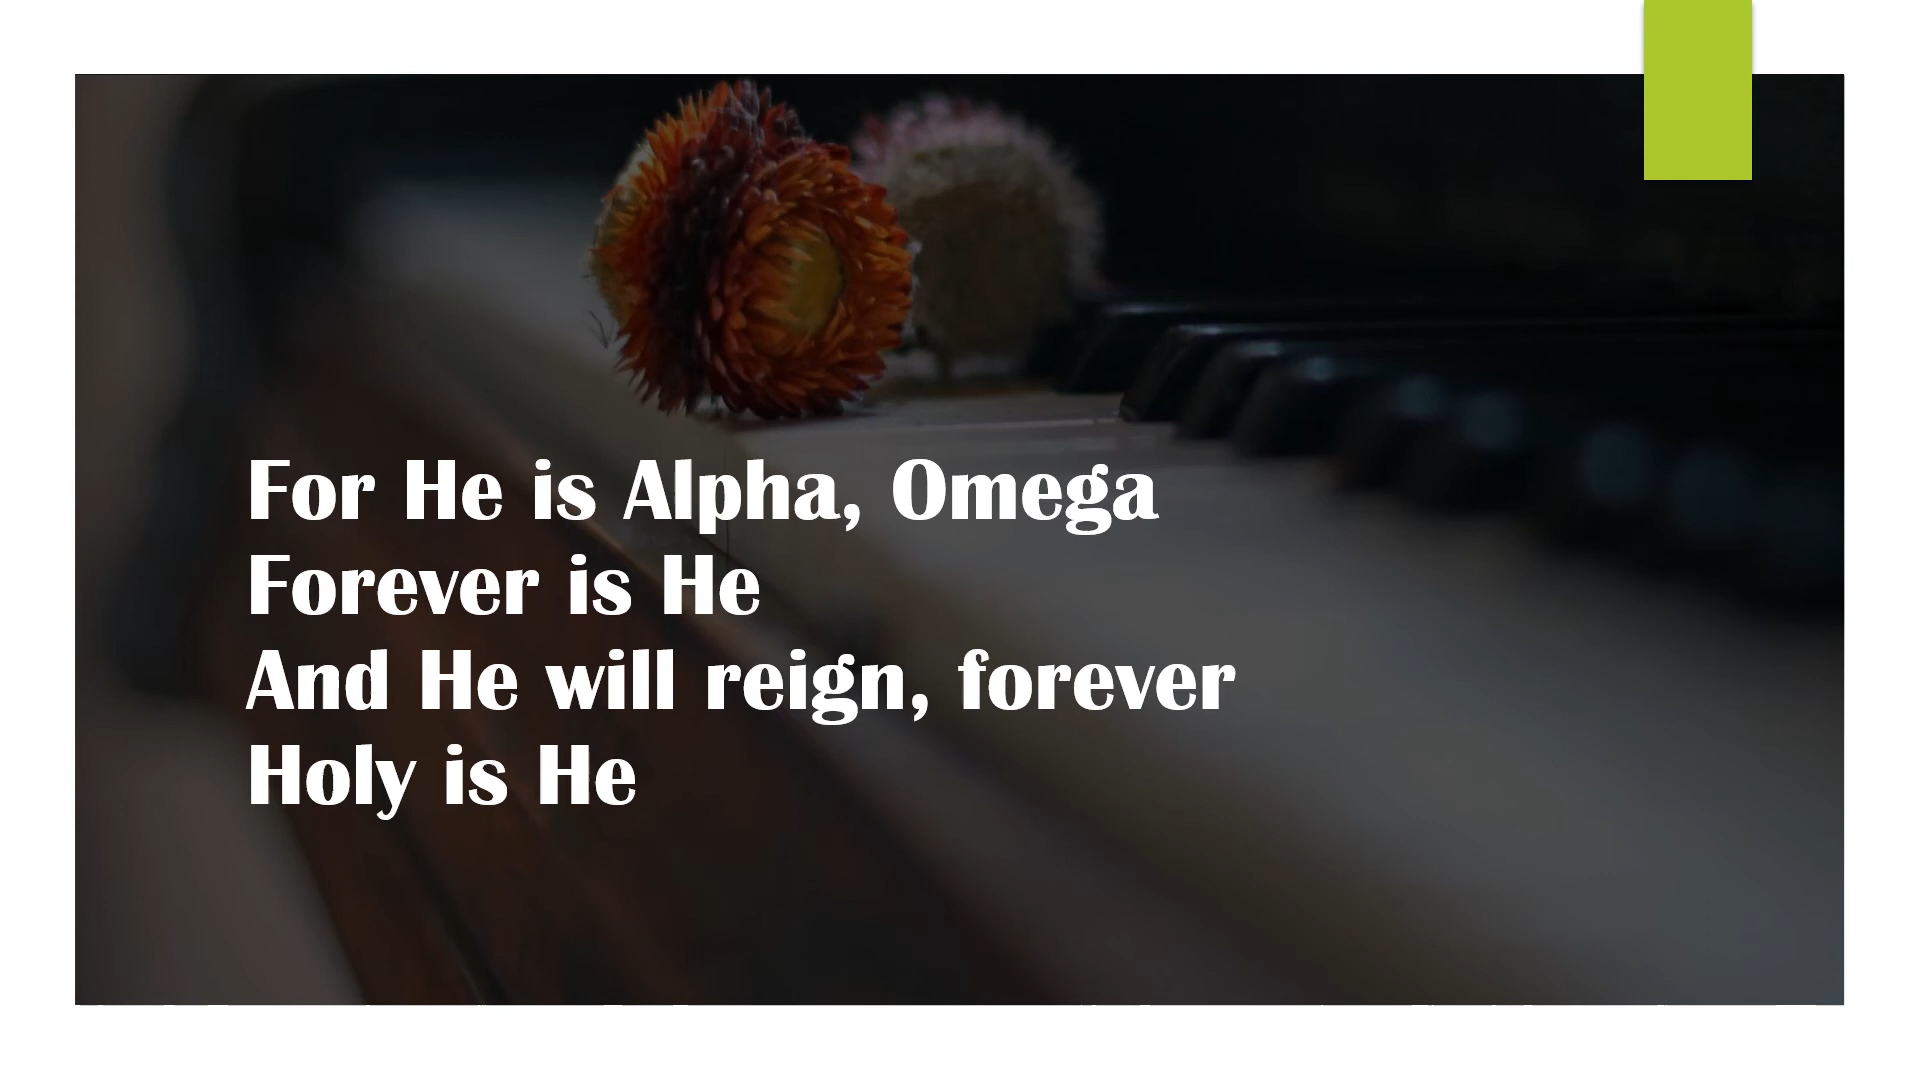 For He is Alpha, Omega
Forever is He
And He will reign, forever
Holy is He